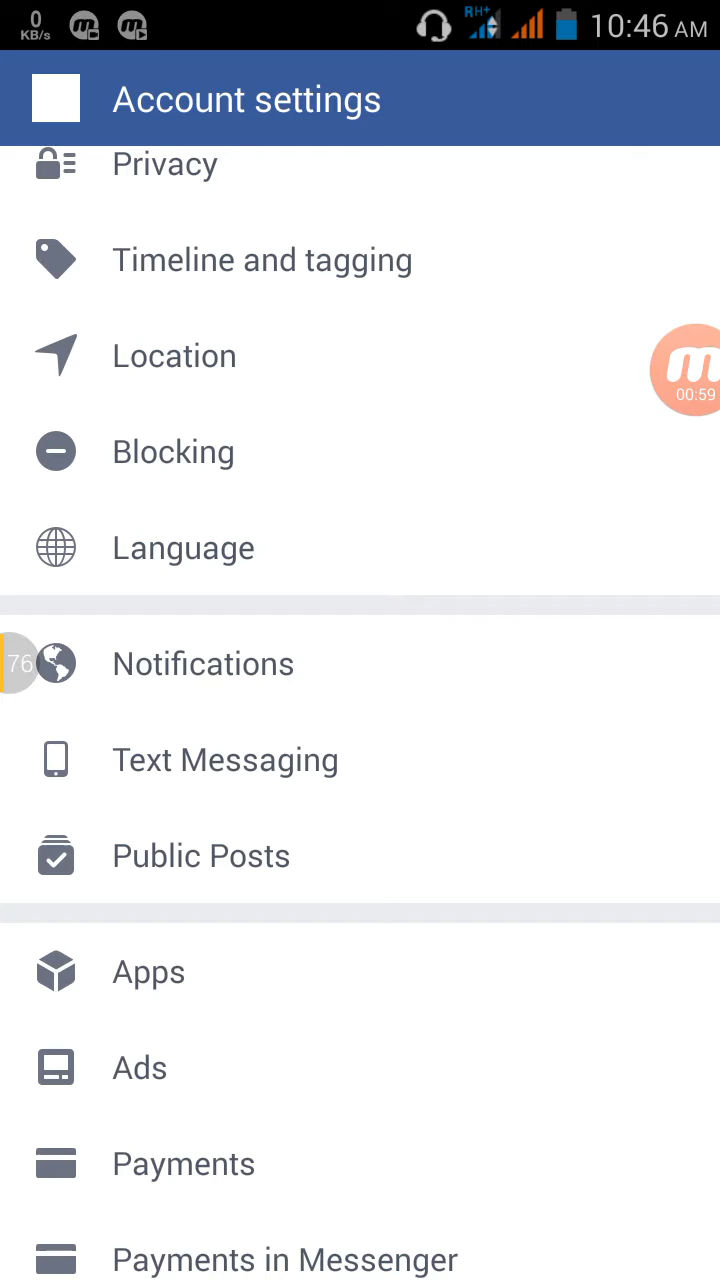 0
KB/s
RH+
10:46 AM
Account settings
Privacy
Timeline and tagging
Location
00:59
Blocking
Language
76
Notifications
Text Messaging
Public Posts
Apps
Ads
Payments
Payments in Messenger